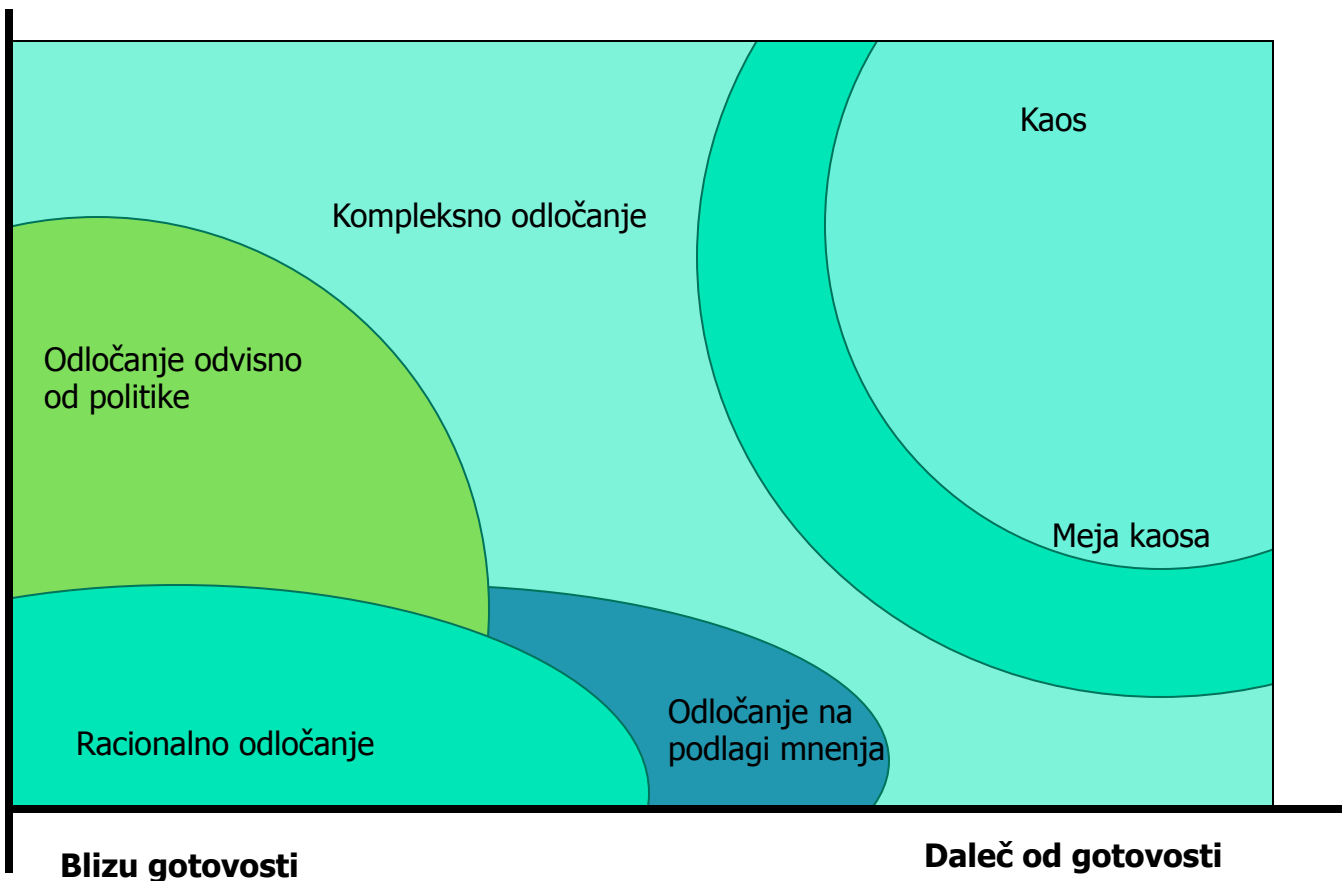 Kaos
Kompleksno odločanje
Odločanje odvisno
od politike
Meja kaosa
Odločanje na
podlagi mnenja
Racionalno odločanje
Blizu gotovosti
Daleč od gotovosti